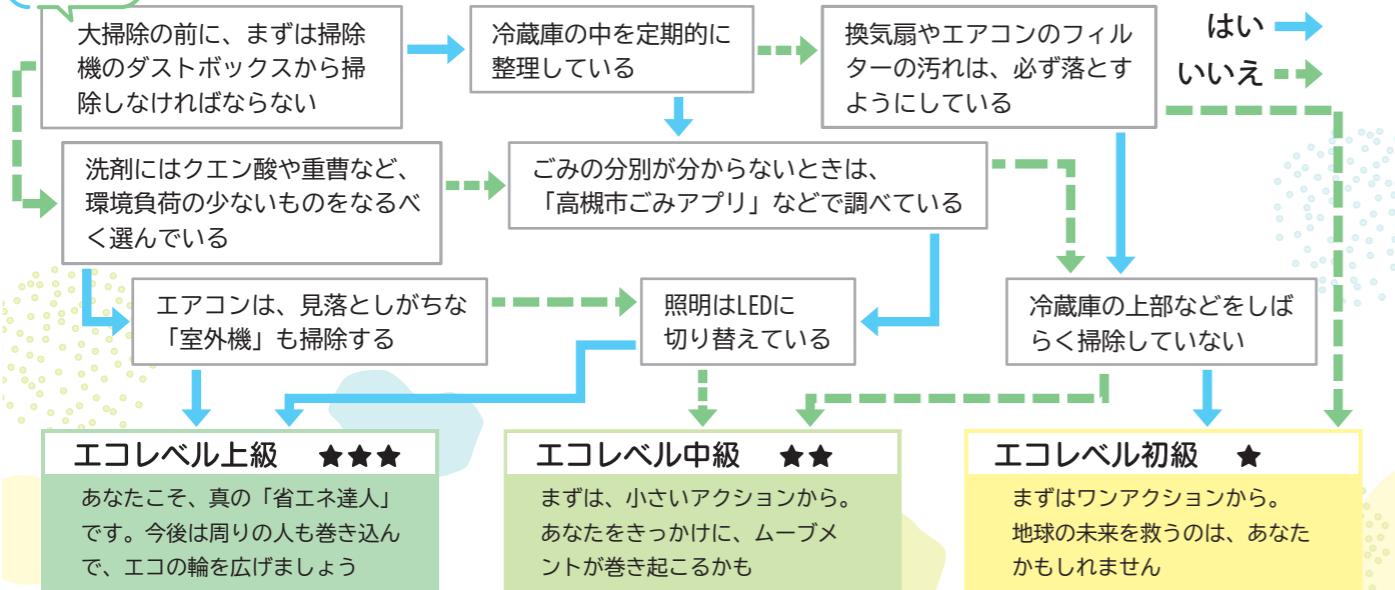 大掃除の前に、まずは掃除
機のダストボックスから掃
除しなければならない
冷蔵庫の中を定期的に
整理している
換気扇やエアコンのフィル
ターの汚れは、必ず落とす
ようにしている
はい
いいえ
洗剤にはクエン酸や重曹など、
環境負荷の少ないものをなるべ
く選んでいる
ごみの分別が分からないときは、
「高槻市ごみアプリ」などで調べている
エアコンは、見落としがちな
「室外機」も掃除する
照明はLEDに
切り替えている
冷蔵庫の上部などをしば
らく掃除していない
エコレベル上級 ★★★
あなたこそ、真の「省エネ達人」
です。今後は周りの人も巻き込ん
で、エコの輪を広げましょう
エコレベル中級 ★★
まずは、小さいアクションから。
あなたをきっかけに、ムーブメ
ントが巻き起こるかも
エコレベル初級 ★
まずはワンアクションから。
地球の未来を救うのは、あなた
かもしれません